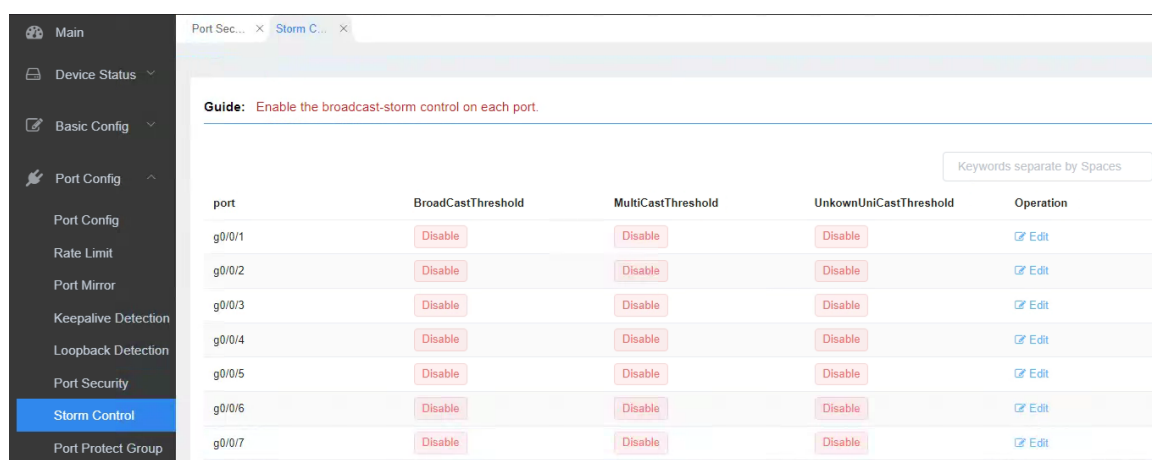 Main
Device Status
Basic Config
Port Config
Port Config
Rate Limit
Port Mirror
Keepalive Detection
Loopback Detection
Port Security
Storm Control
Port Protect Group
Port Sec... × Storm C... ×
Guide: Enable the broadcast-storm control on each port.
Keywords separate by Spaces
port BroadCastThreshold MultiCastThreshold UnkownUniCastThreshold Operation
g0/0/1 Disable Disable Disable Edit
g0/0/2 Disable Disable Disable Edit
g0/0/3 Disable Disable Disable Edit
g0/0/4 Disable Disable Disable Edit
g0/0/5 Disable Disable Disable Edit
g0/0/6 Disable Disable Disable Edit
g0/0/7 Disable Disable Disable Edit